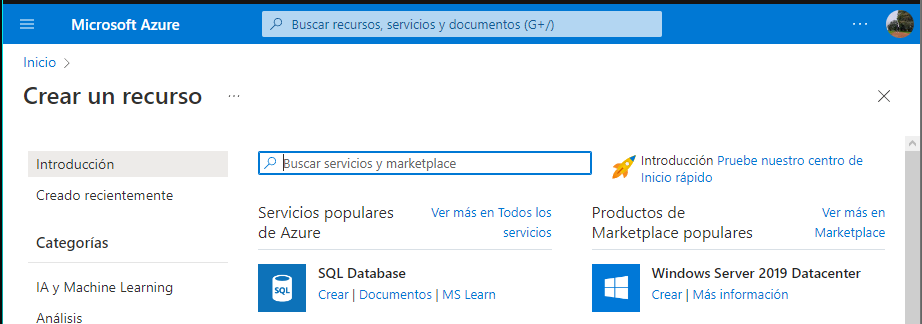 Microsoft Azure
Buscar recursos, servicios y documentos (G+/)
...
Inicio >
Crear un recurso ...
Introducción
Creado recientemente
Categorías
IA y Machine Learning
Análisis
Buscar servicios y marketplace
Introducción Pruebe nuestro centro de
Inicio rápido
Servicios populares
de Azure
Ver más en Todos los
servicios
SQL
SQL Database
Crear | Documentos | MS Learn
Productos de
Marketplace populares
Ver más en
Marketplace
Windows Server 2019 Datacenter
Crear | Más información